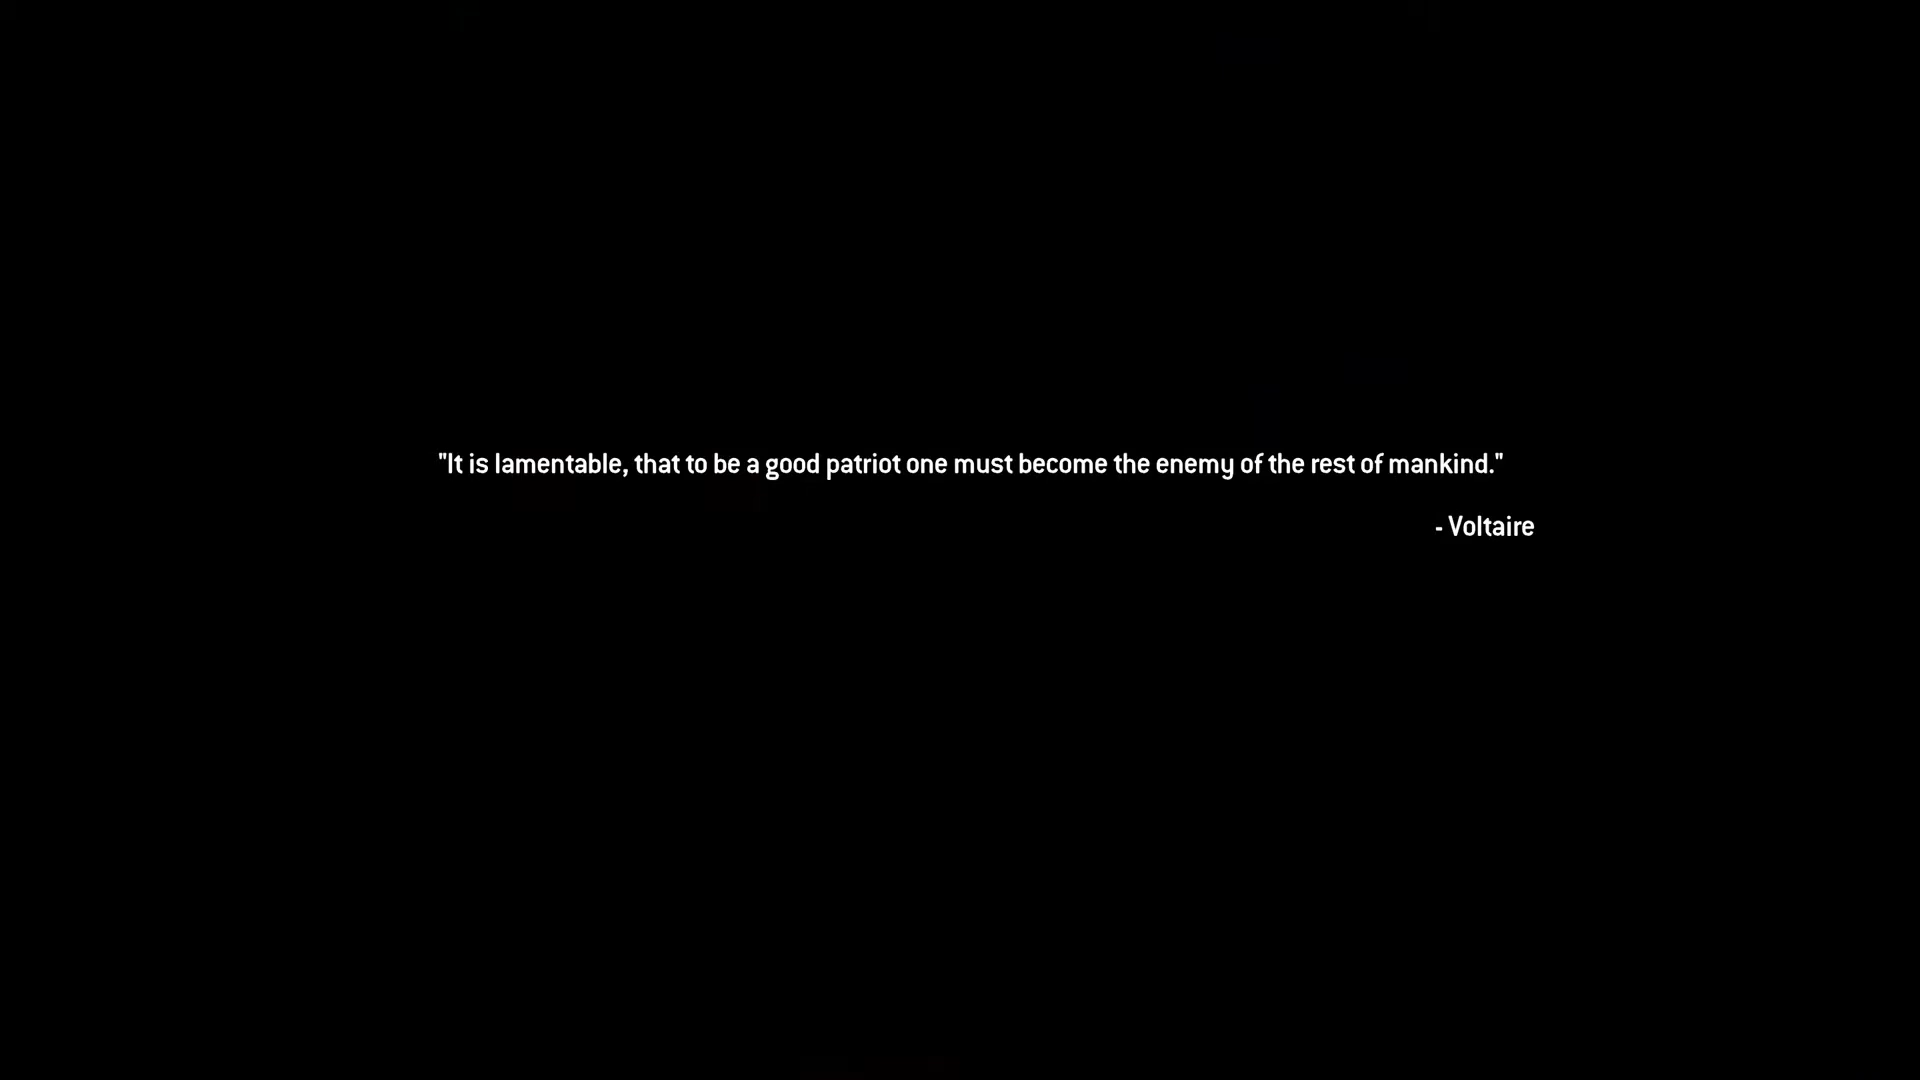 "It is lamentable, that to be a good patriot one must become the enemy of the rest of mankind."
- Voltaire